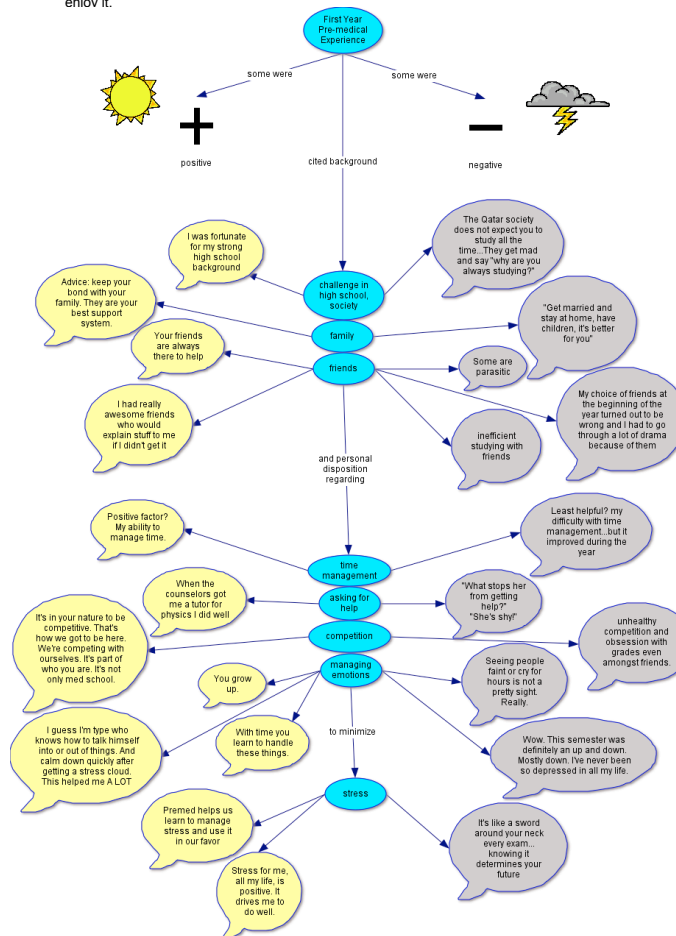 enjoy it.
First Year
Pre-medical
Experience
some were
some were
positive
cited background
negative
The Qatar society
does not expect you to
study all the
time...They get mad
and say "why are you
always studying?"
I was fortunate
for my strong
high school
background
challenge in
high school,
society
Advice: keep your
bond with your
family. They are your
best support
system.
family
"Get married and
stay at home, have
children, it's better
for you"
Your friends
are always
there to help
friends
Some are
parasitic
My choice of friends at
the beginning of the
year turned out to be
wrong and I had to go
through a lot of drama
because of them
I had really
awesome friends
who would
explain stuff to me
if I didn't get it
inefficient
studying with
friends
and personal
disposition
regarding
Positive factor?
My ability to
manage time.
Least helpful? my
difficulty with time
management...but it
improved during the
year
time
management
When the
counselors got
me a tutor for
physics I did well
asking for
help
"What stops her
from getting
help?"
"She's shy!"
It's in your nature to be
competitive. That's
how we got to be here.
We're competing with
ourselves. It's part of
who you are. It's not
only med school.
competition
unhealthy
competition and
obsession with
grades even
amongst friends.
managing
emotions
You grow
up.
Seeing people
faint or cry for
hours is not a
pretty sight.
Really.
I guess I'm type who
knows how to talk himself
into or out of things. And
calm down quickly after
getting a stress cloud.
This helped me A LOT
With time you
learn to handle
these things.
to minimize
Wow. This semester was
definitely an up and down.
Mostly down. I've never been
so depressed in all my life.
stress
Premed helps us
learn to manage
stress and use it
in our favor
It's like a sword
around your neck
every exam...
knowing it
determines your
future
Stress for me,
all my life, is
positive. It
drives me to
do well.